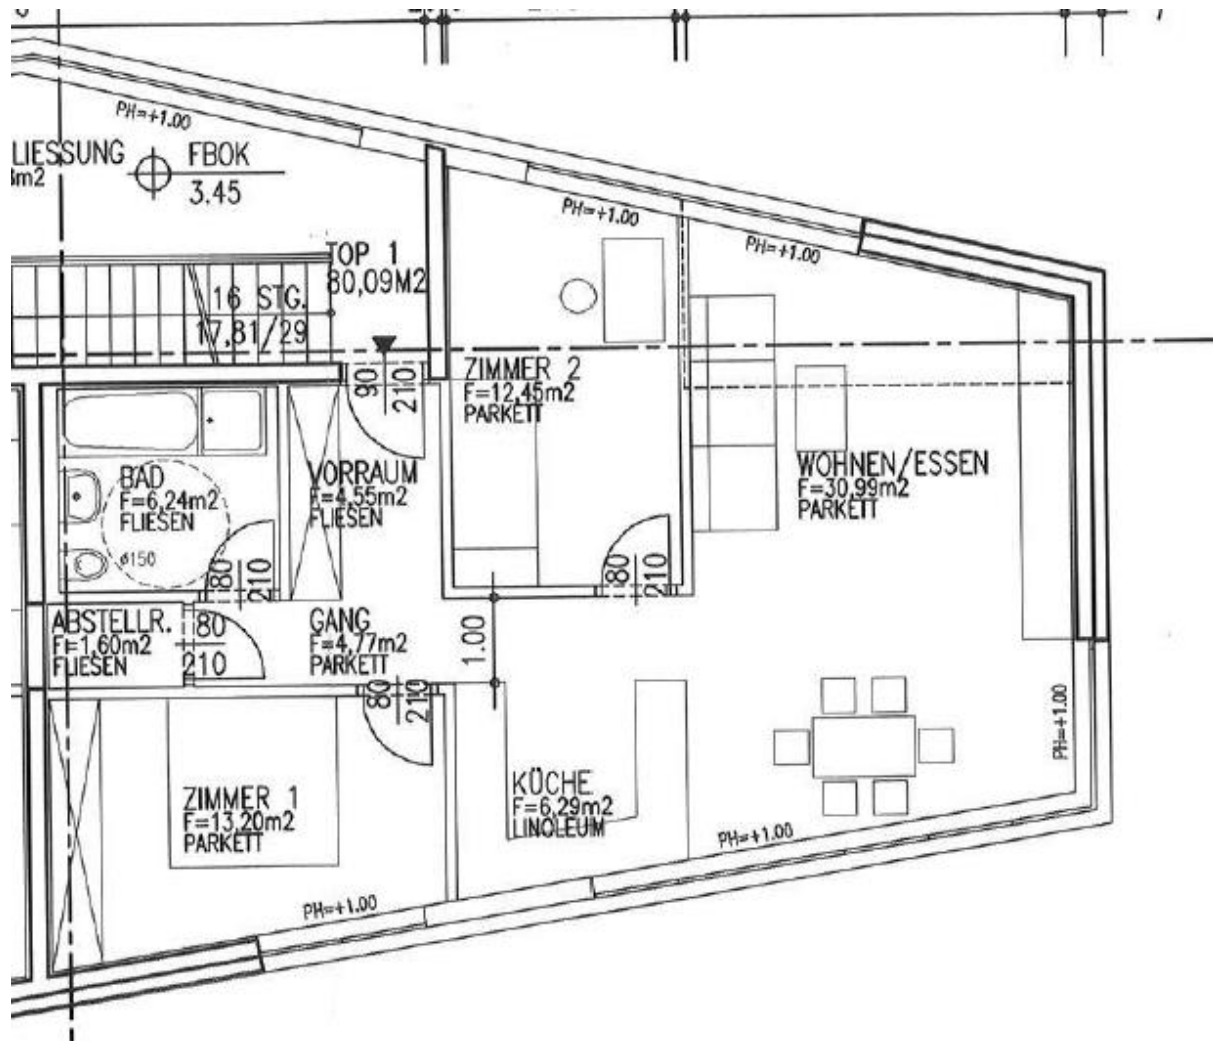 PH=+1.00
LIESSUNG
m2
FBOK
3.45
PH=+1.00
PH=+1.00
TOP 1
80,09M2
16 STG.
17,81/29
90
210
ZIMMER 2
F=12,45m2
PARKETT
BAD
F=6,24m2
FLIESEN
ø150
VORRAUM
F=4,55m2
FLIESEN
WOHNEN/ESSEN
F=30,99m2
PARKETT
80
210
80
210
ABSTELLR.
F=1,60m2
FLIESEN
80
210
GANG
F=4,77m2
PARKETT
1.00
80
210
PH=+1.00
ZIMMER 1
F=13,20m2
PARKETT
KÜCHE
F=6,29m2
LINOLEUM
PH=+1.00
PH=+1.00